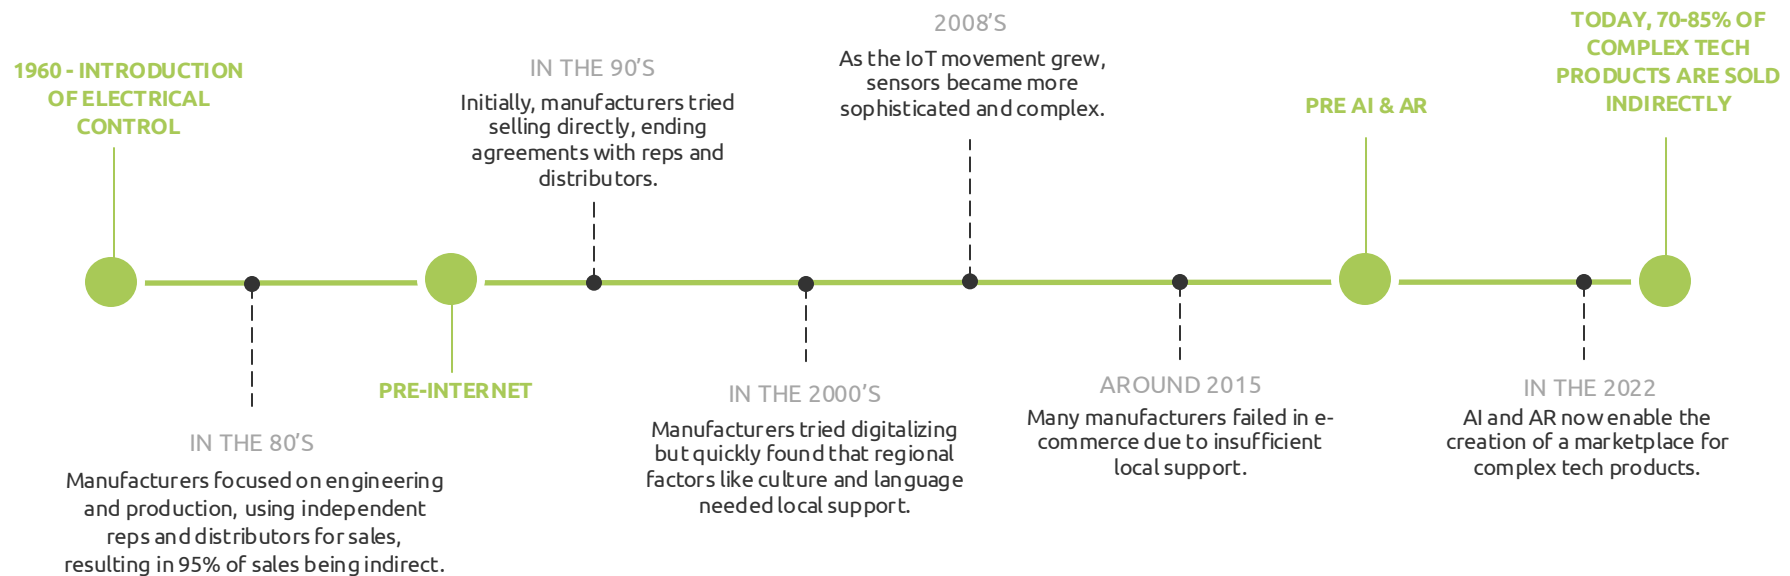 1960 - INTRODUCTION
OF ELECTRICAL
CONTROL
IN THE 80'S
Manufacturers focused on engineering
and production, using independent
reps and distributors for sales,
resulting in 95% of sales being indirect.
PRE-INTERNET
IN THE 90'S
Initially, manufacturers tried
selling directly, ending
agreements with reps and
distributors.
IN THE 2000'S
Manufacturers tried digitalizing
but quickly found that regional
factors like culture and language
needed local support.
2008'S
As the IoT movement grew,
sensors became more
sophisticated and complex.
AROUND 2015
Many manufacturers failed in e-
commerce due to insufficient
local support.
PRE AI & AR
IN THE 2022
AI and AR now enable the
creation of a marketplace for
complex tech products.
TODAY, 70-85% OF
COMPLEX TECH
PRODUCTS ARE SOLD
INDIRECTLY